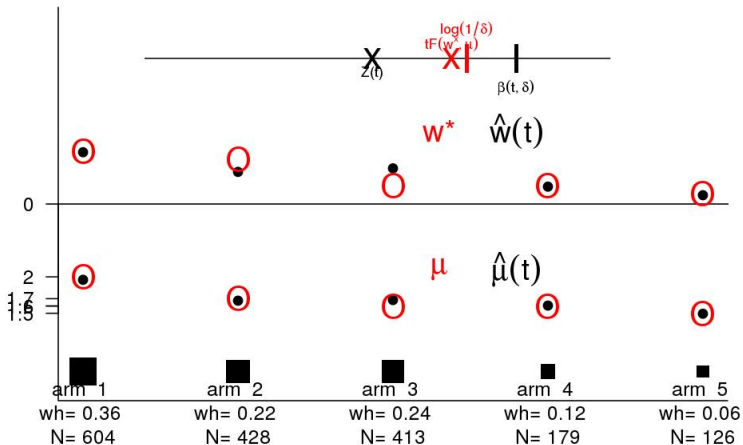 log(1/δ)
tF(w*, μ)
Z(t)
β(t, δ)
w* ŵ(t)
0
μ μ̂(t)
2
1.7
1.6
1.5
arm 1 arm 2 arm 3 arm 4 arm 5
wh= 0.36 wh= 0.22 wh= 0.24 wh= 0.12 wh= 0.06
N= 604 N= 428 N= 413 N= 179 N= 126